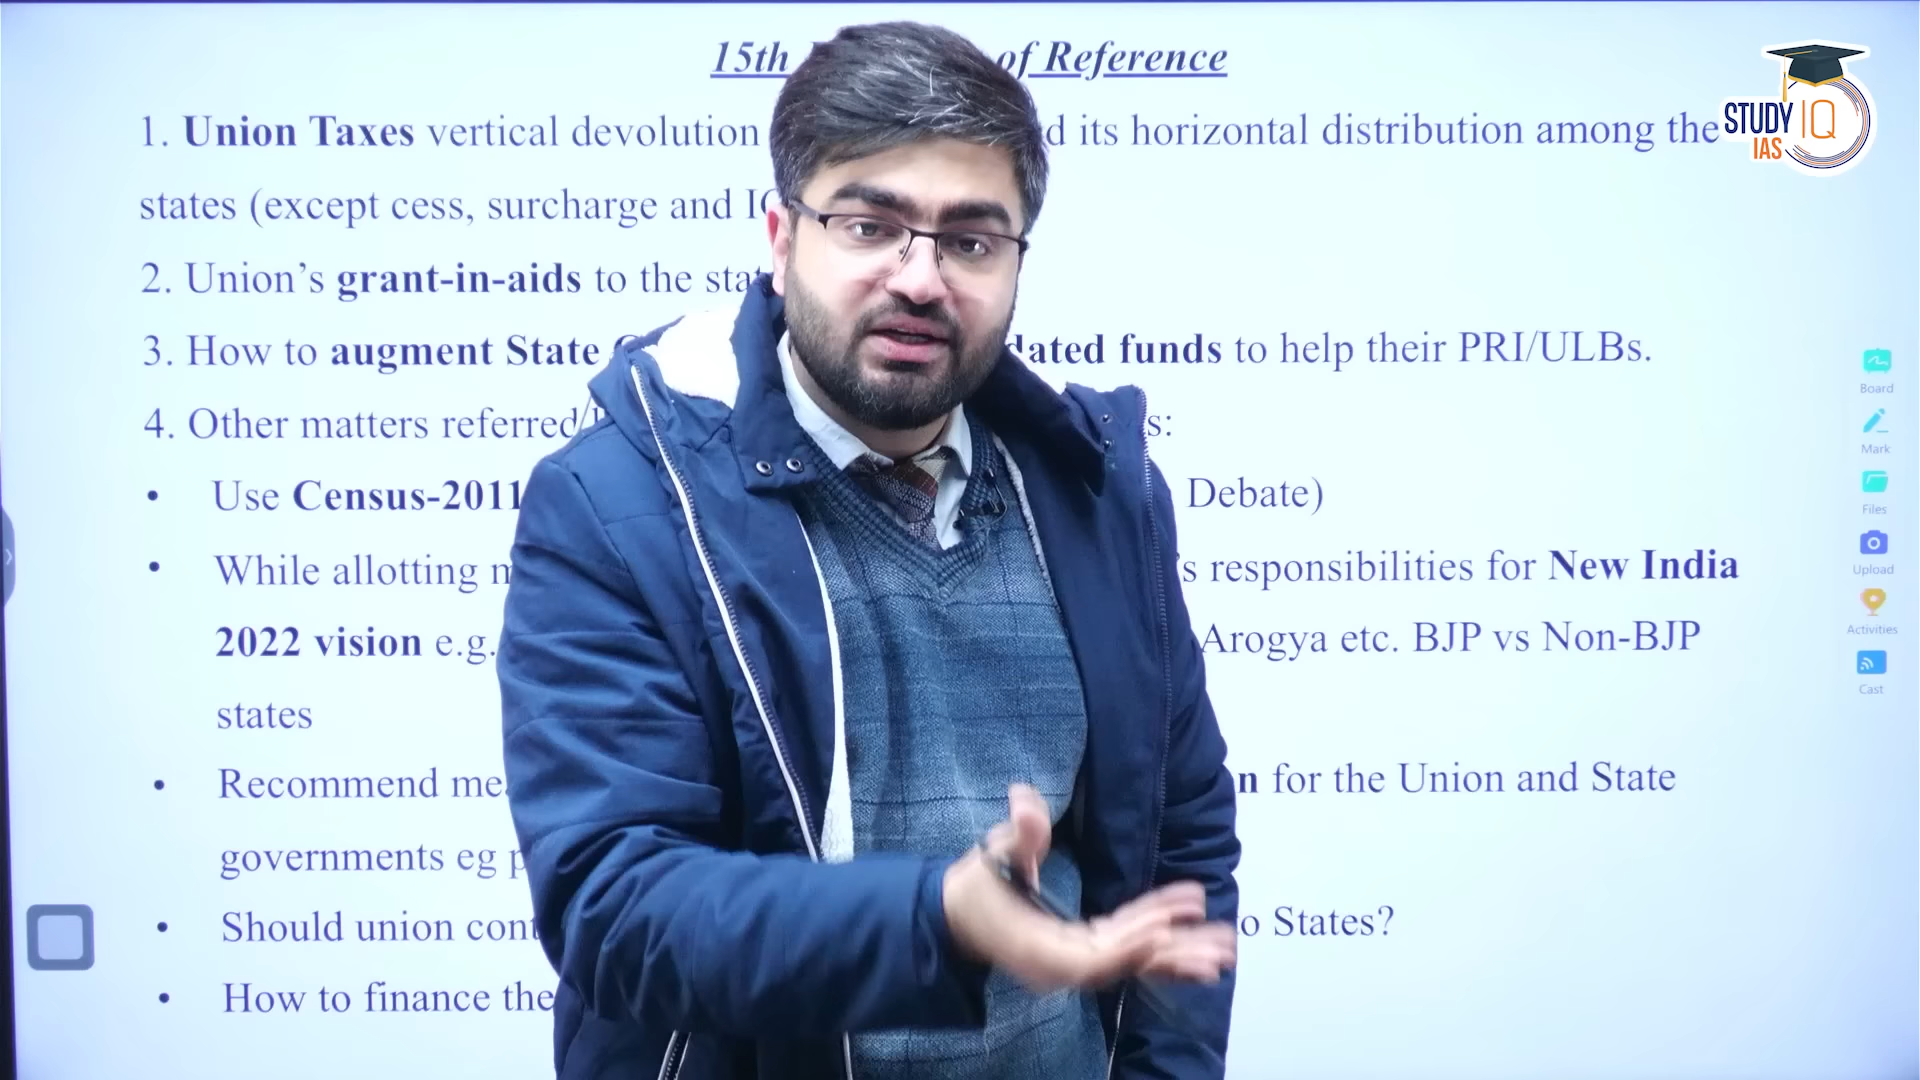 15th of Reference
1. Union Taxes vertical devolution d its horizontal distribution among the
states (except cess, surcharge and
2. Union's grant-in-aids to the
3. How to augment State dated funds to help their PRI/ULBs.
4. Other matters referred/ s:
• Use Census-2011 Debate)
• While allotting 's responsibilities for New India
2022 vision e.g. Arogya etc. BJP vs Non-BJP
states
• Recommend n for the Union and State
governments eg
• Should union to States?
• How to finance the
STUDY IQ
IAS
Board
Mark
Files
Upload
Activities
Cast